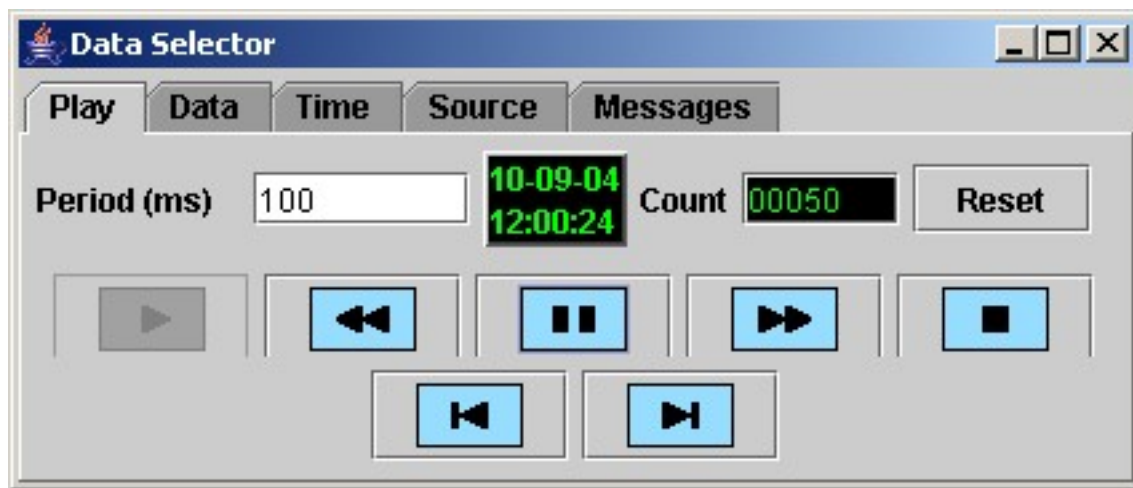 Data Selector
Play Data Time Source Messages
Period (ms) 100 10-09-04 12:00:24 Count 00050 Reset